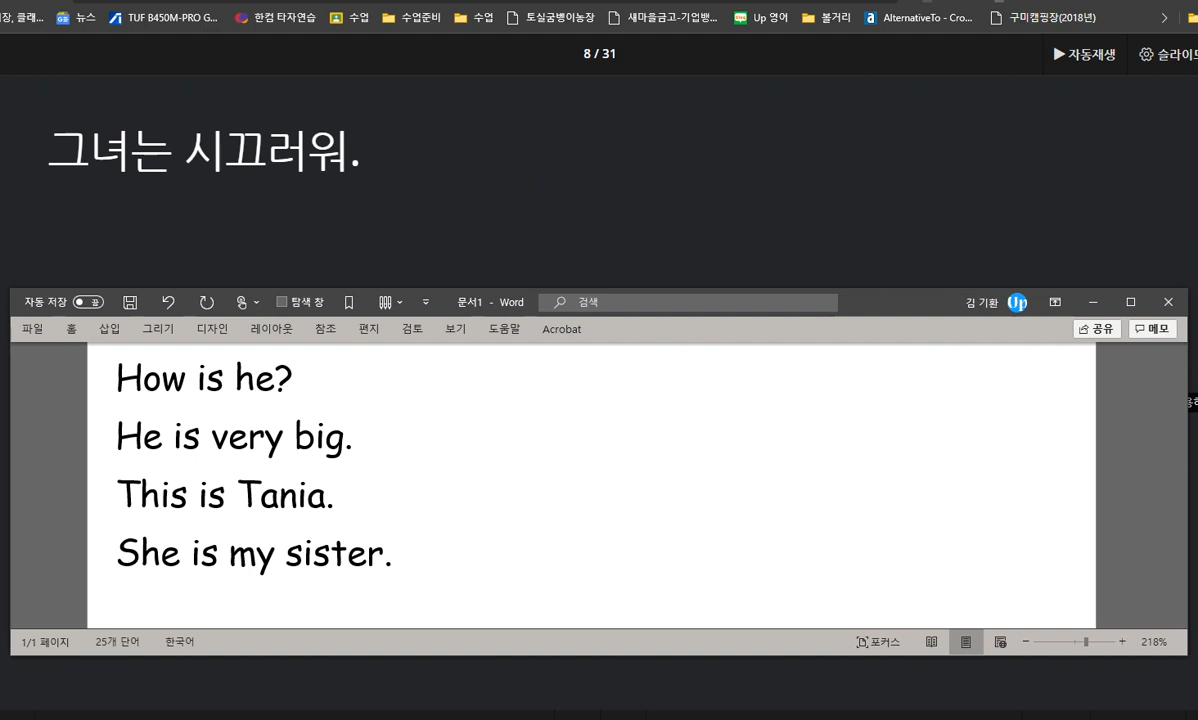 장, 클래... 뉴스 TUF B450M-PRO G... 한컴 타자연습 수업 수업준비 수업 토실굼벵이농장 새마을금고-기업뱅... Up 영어 볼거리 AlternativeTo - Cro... 구미캠핑장(2018년)
8 / 31 자동재생 슬라이드
그녀는 시끄러워.
자동 저장 끔 탐색 창 문서1 - Word 검색 김 기환 Up
파일 홈 삽입 그리기 디자인 레이아웃 참조 편지 검토 보기 도움말 Acrobat 공유 메모
How is he?
He is very big.
This is Tania.
She is my sister.
1/1 페이지 25개 단어 한국어 포커스 218%